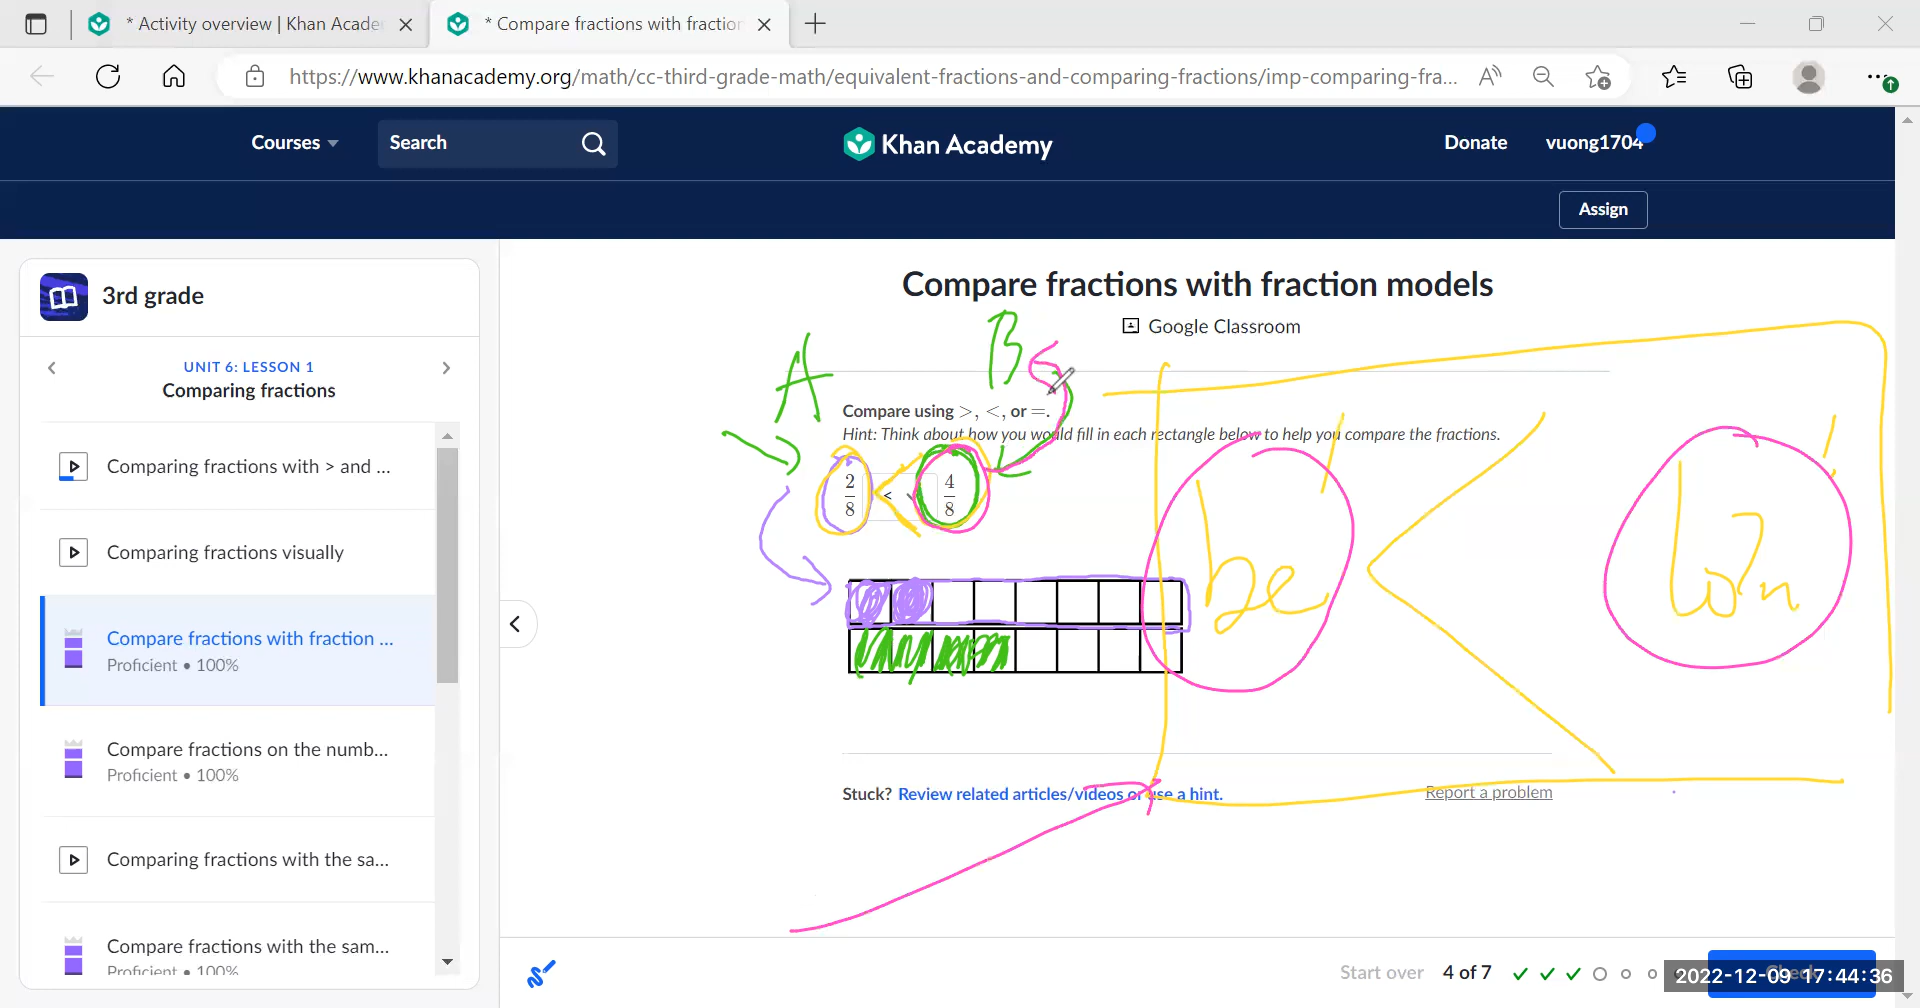 * Activity overview | Khan Acade
* Compare fractions with fraction
https://www.khanacademy.org/math/cc-third-grade-math/equivalent-fractions-and-comparing-fractions/imp-comparing-fra...
Courses
Search
Khan Academy
Donate
vuong1704
Assign
3rd grade
UNIT 6: LESSON 1
Comparing fractions
Comparing fractions with > and ...
Comparing fractions visually
Compare fractions with fraction ...
Proficient • 100%
Compare fractions on the numb...
Proficient • 100%
Comparing fractions with the sa...
Compare fractions with the sam...
Proficient • 100%
Compare fractions with fraction models
Google Classroom
A
B
Compare using >, <, or =.
Hint: Think about how you would fill in each rectangle below to help you compare the fractions.
2/8 < 4/8
bé < lớn
Stuck? Review related articles/videos or use a hint.
Report a problem
Start over
4 of 7
2022-12-09 17:44:36